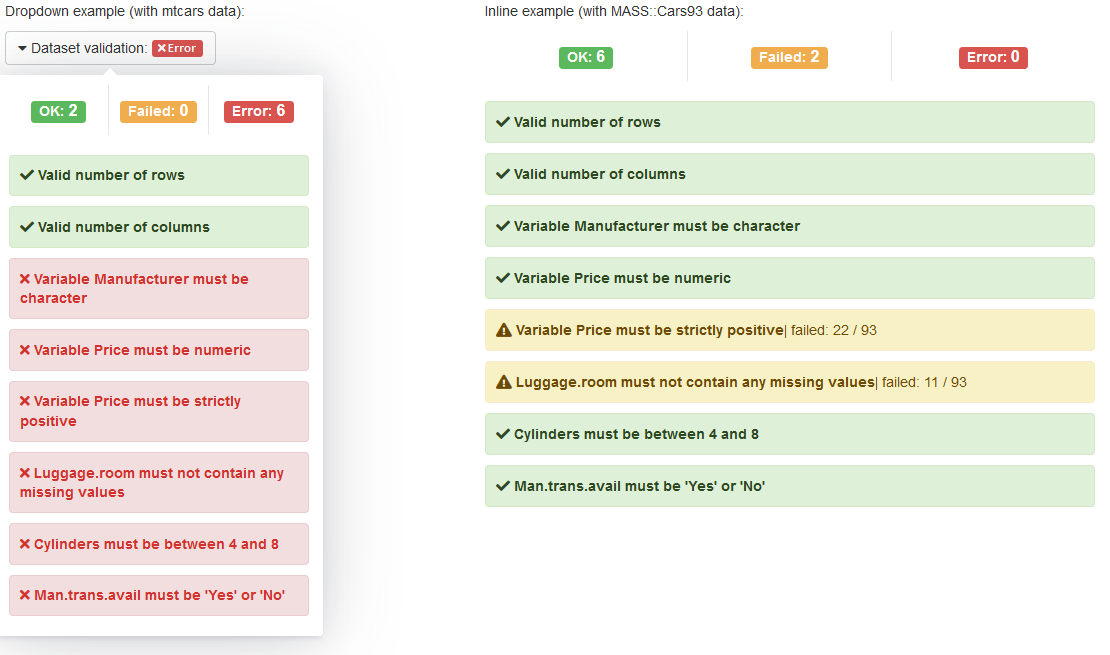 Dropdown example (with mtcars data):
Dataset validation: Error
OK: 2 Failed: 0 Error: 6
Valid number of rows
Valid number of columns
Variable Manufacturer must be
character
Variable Price must be numeric
Variable Price must be strictly
positive
Luggage.room must not contain any
missing values
Cylinders must be between 4 and 8
Man.trans.avail must be 'Yes' or 'No'
Inline example (with MASS::Cars93 data):
OK: 6 Failed: 2 Error: 0
Valid number of rows
Valid number of columns
Variable Manufacturer must be character
Variable Price must be numeric
Variable Price must be strictly positive| failed: 22 / 93
Luggage.room must not contain any missing values| failed: 11 / 93
Cylinders must be between 4 and 8
Man.trans.avail must be 'Yes' or 'No'